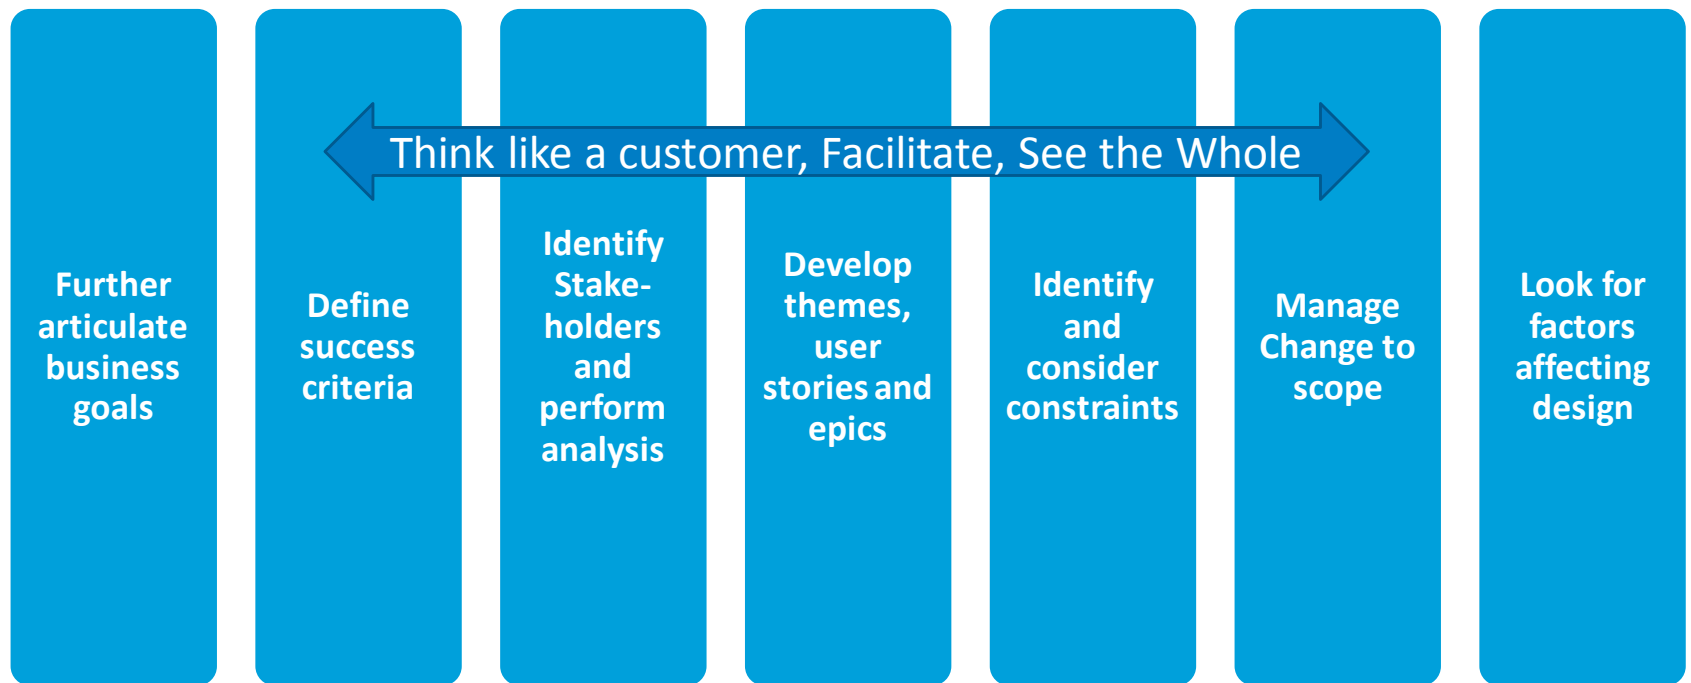 Think like a customer, Facilitate, See the Whole
Further
articulate
business
goals
Define
success
criteria
Identify
Stake-
holders
and
perform
analysis
Develop
themes,
user
stories and
epics
Identify
and
consider
constraints
Manage
Change to
scope
Look for
factors
affecting
design